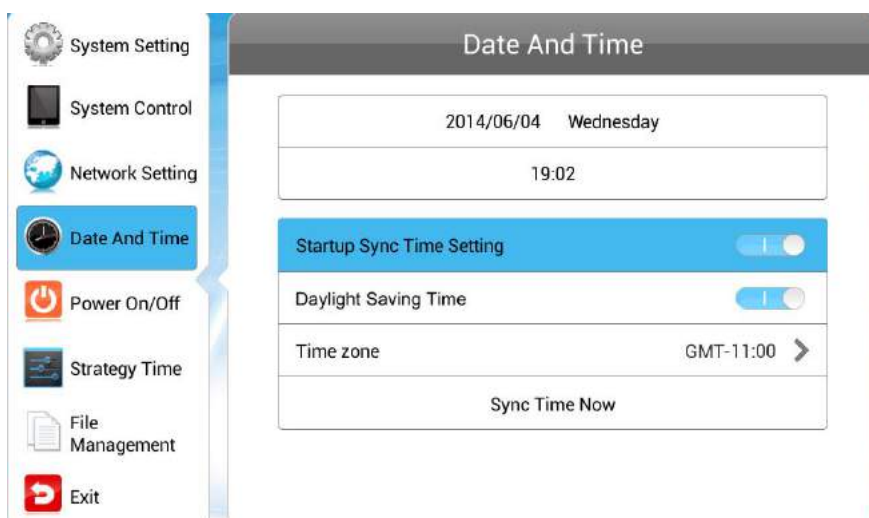 System Setting
System Control
Network Setting
Date And Time
Power On/Off
Strategy Time
File
Management
Exit
Date And Time
2014/06/04 Wednesday
19:02
Startup Sync Time Setting
Daylight Saving Time
Time zone GMT-11:00
Sync Time Now